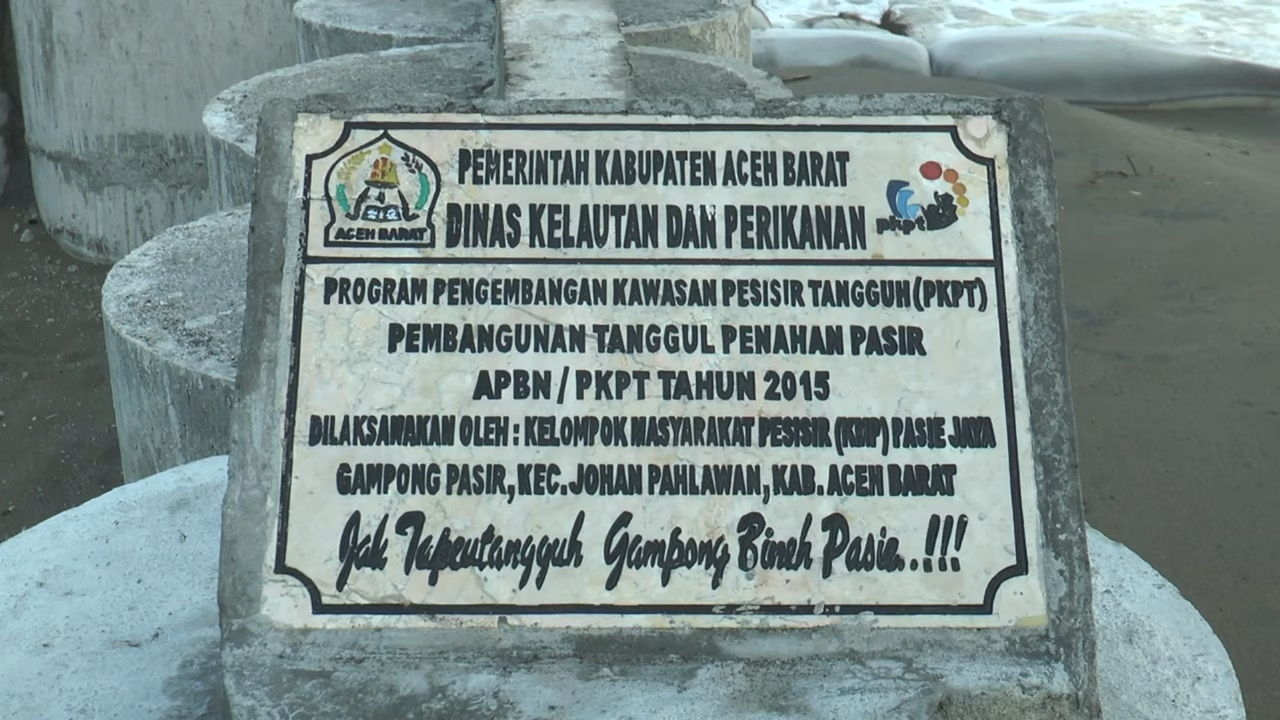 PEMERINTAH KABUPATEN ACEH BARAT
DINAS KELAUTAN DAN PERIKANAN
ACEH BARAT
pkpt
PROGRAM PENGEMBANGAN KAWASAN PESISIR TANGGUH (PKPT)
PEMBANGUNAN TANGGUL PENAHAN PASIR
APBN / PKPT TAHUN 2015
DILAKSANAKAN OLEH : KELOMPOK MASYARAKAT PESISIR (KMP) PASIE JAYA
GAMPONG PASIR, KEC. JOHAN PAHLAWAN, KAB. ACEH BARAT
Jak Tapeutangguh Gampong Bineh Pasie..!!!